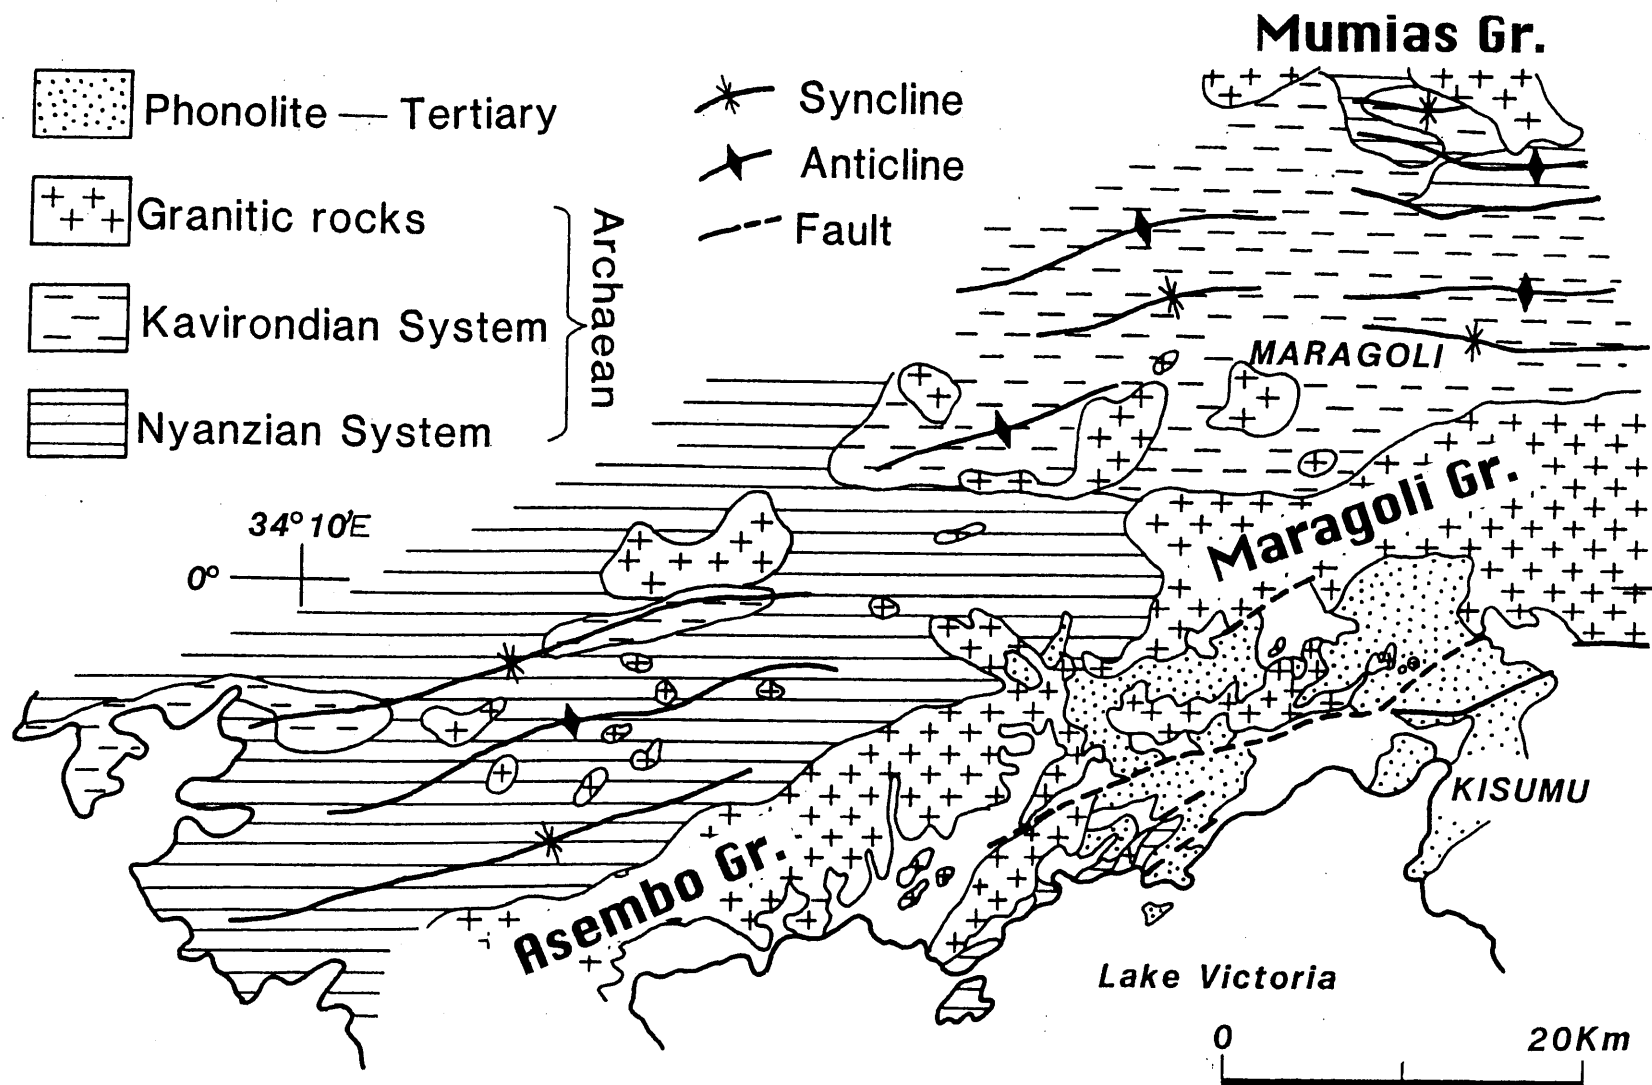 Mumias Gr.
Phonolite — Tertiary
Granitic rocks
Kavirondian System
Nyanzian System
Archaean
Syncline
Anticline
Fault
MARAGOLI
34°10'E
0°
Maragoli Gr.
Asembo Gr.
KISUMU
Lake Victoria
0 20Km